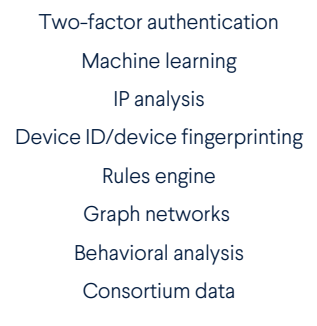 Two-factor authentication
Machine learning
IP analysis
Device ID/device fingerprinting
Rules engine
Graph networks
Behavioral analysis
Consortium data